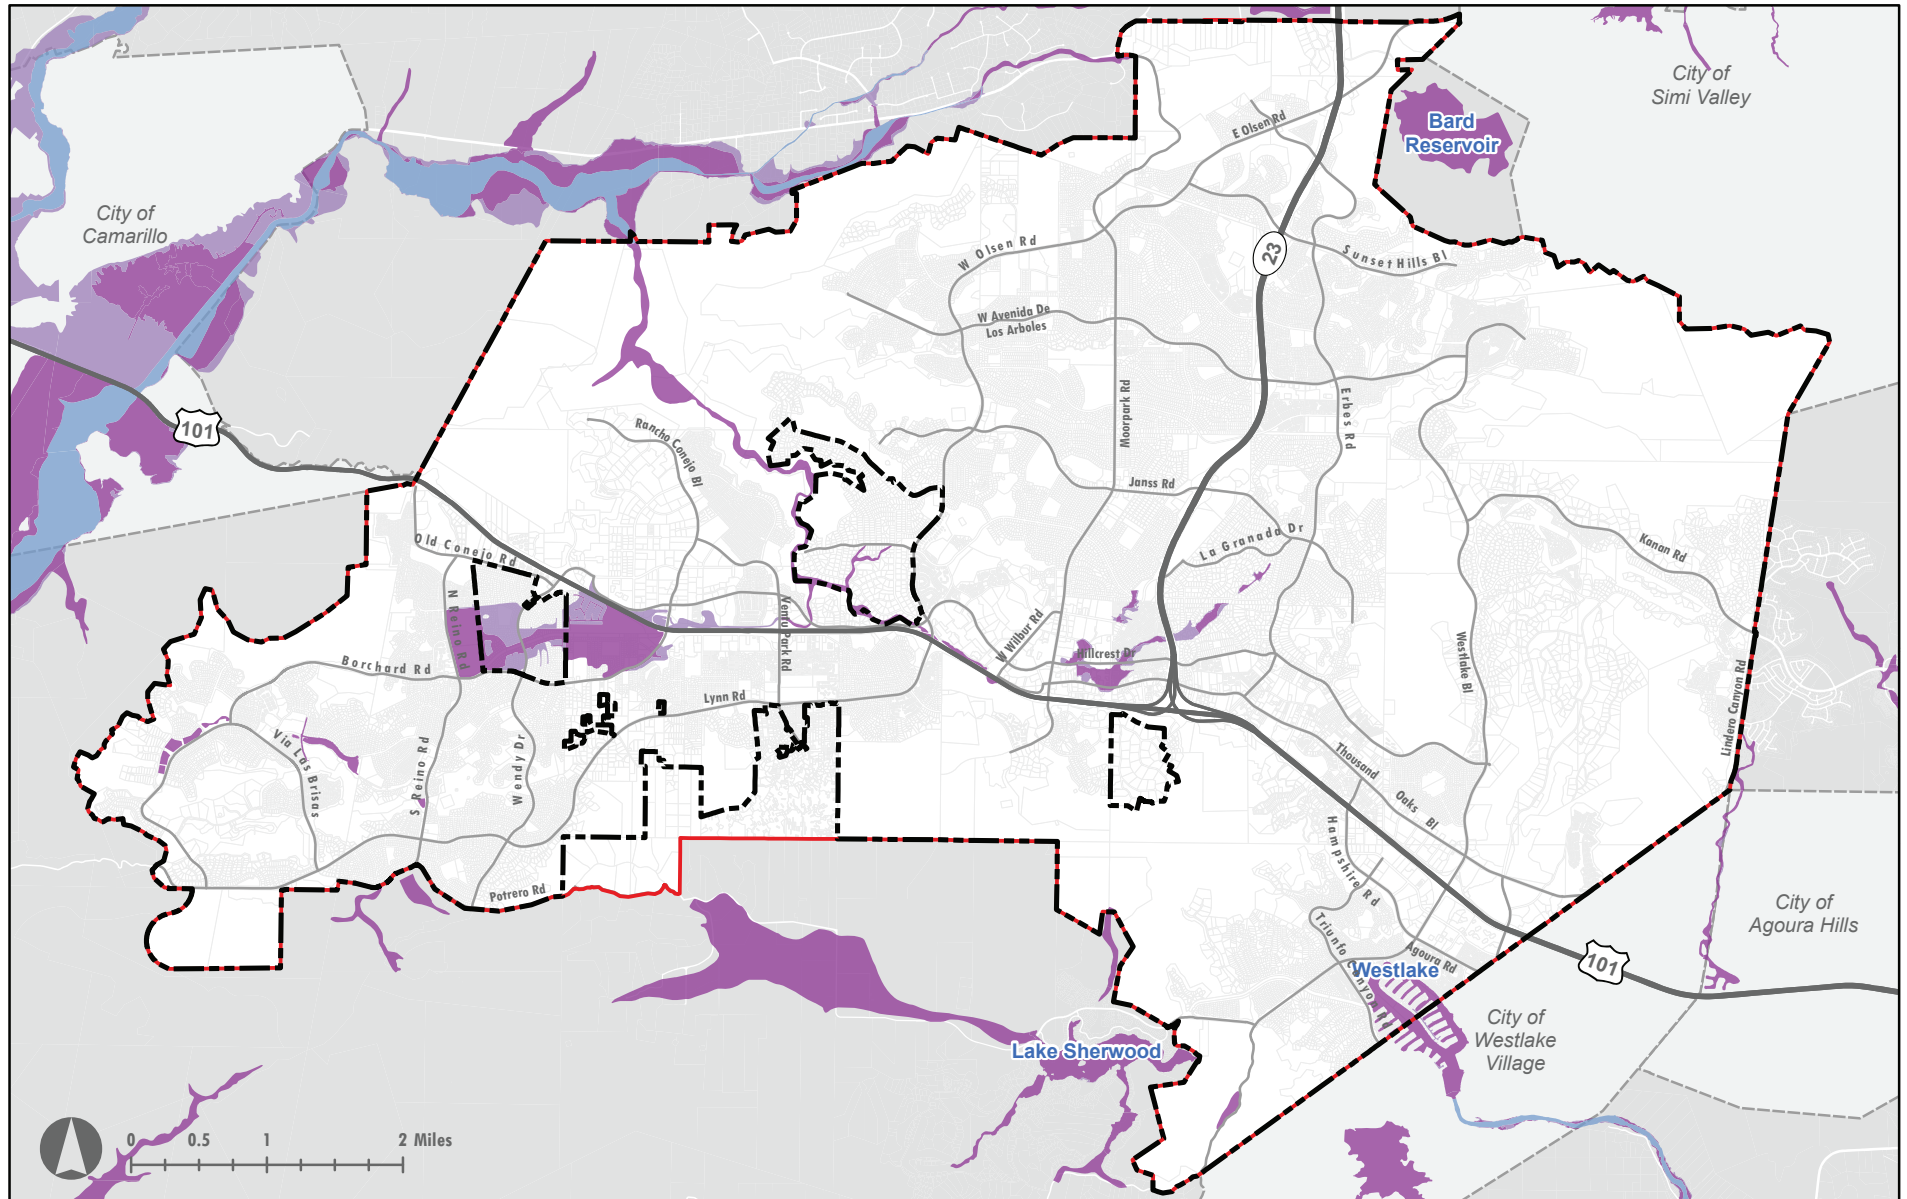 City of
Simi Valley
Bard
Reservoir
E Olsen Rd
City of
Camarillo
W Olsen Rd
23
Sunset Hills Bl
W Avenida De
Los Arboles
Moorpark Rd
Erbes Rd
101
Rancho Conejo Bl
Janss Rd
La Granada Dr
Kanan Rd
Old Conejo Rd
N Reino Rd
Ventu Park Rd
W Wilbur Rd
Hillcrest Dr
Westlake Bl
Borchard Rd
Lynn Rd
Lindero Canyon Rd
Via Las Brisas
S Reino Rd
Wendy Dr
Thousand
Oaks Bl
Hampshire Rd
Potrero Rd
City of
Agoura Hills
Triunfo Canyon Rd
Agoura Rd
Westlake
101
City of
Westlake
Village
Lake Sherwood
0 0.5 1 2 Miles